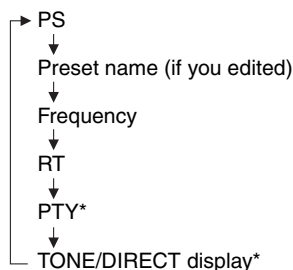 PS
Preset name (if you edited)
Frequency
RT
PTY*
TONE/DIRECT display*